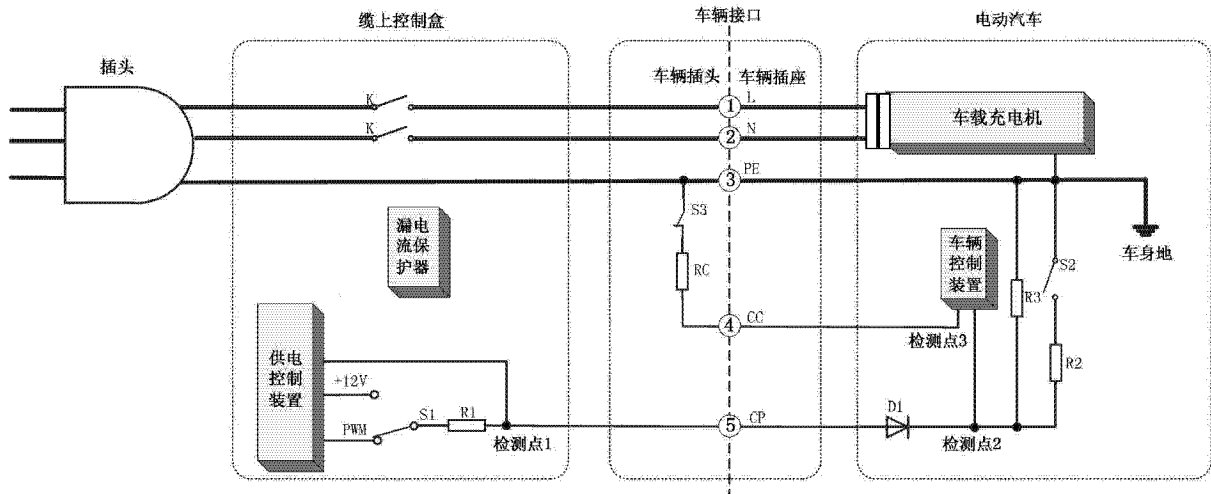 缆上控制盒
车辆接口
电动汽车
插头
车辆插头
车辆插座
K
① L
K
② N
③ PE
车载充电机
S3
RC
漏电
流保
护器
车辆
控制
装置
S2
车身地
R3
④ CC
检测点3
R2
供电
控制
装置
+12V
PWM
S1
R1
检测点1
⑤ CP
D1
检测点2